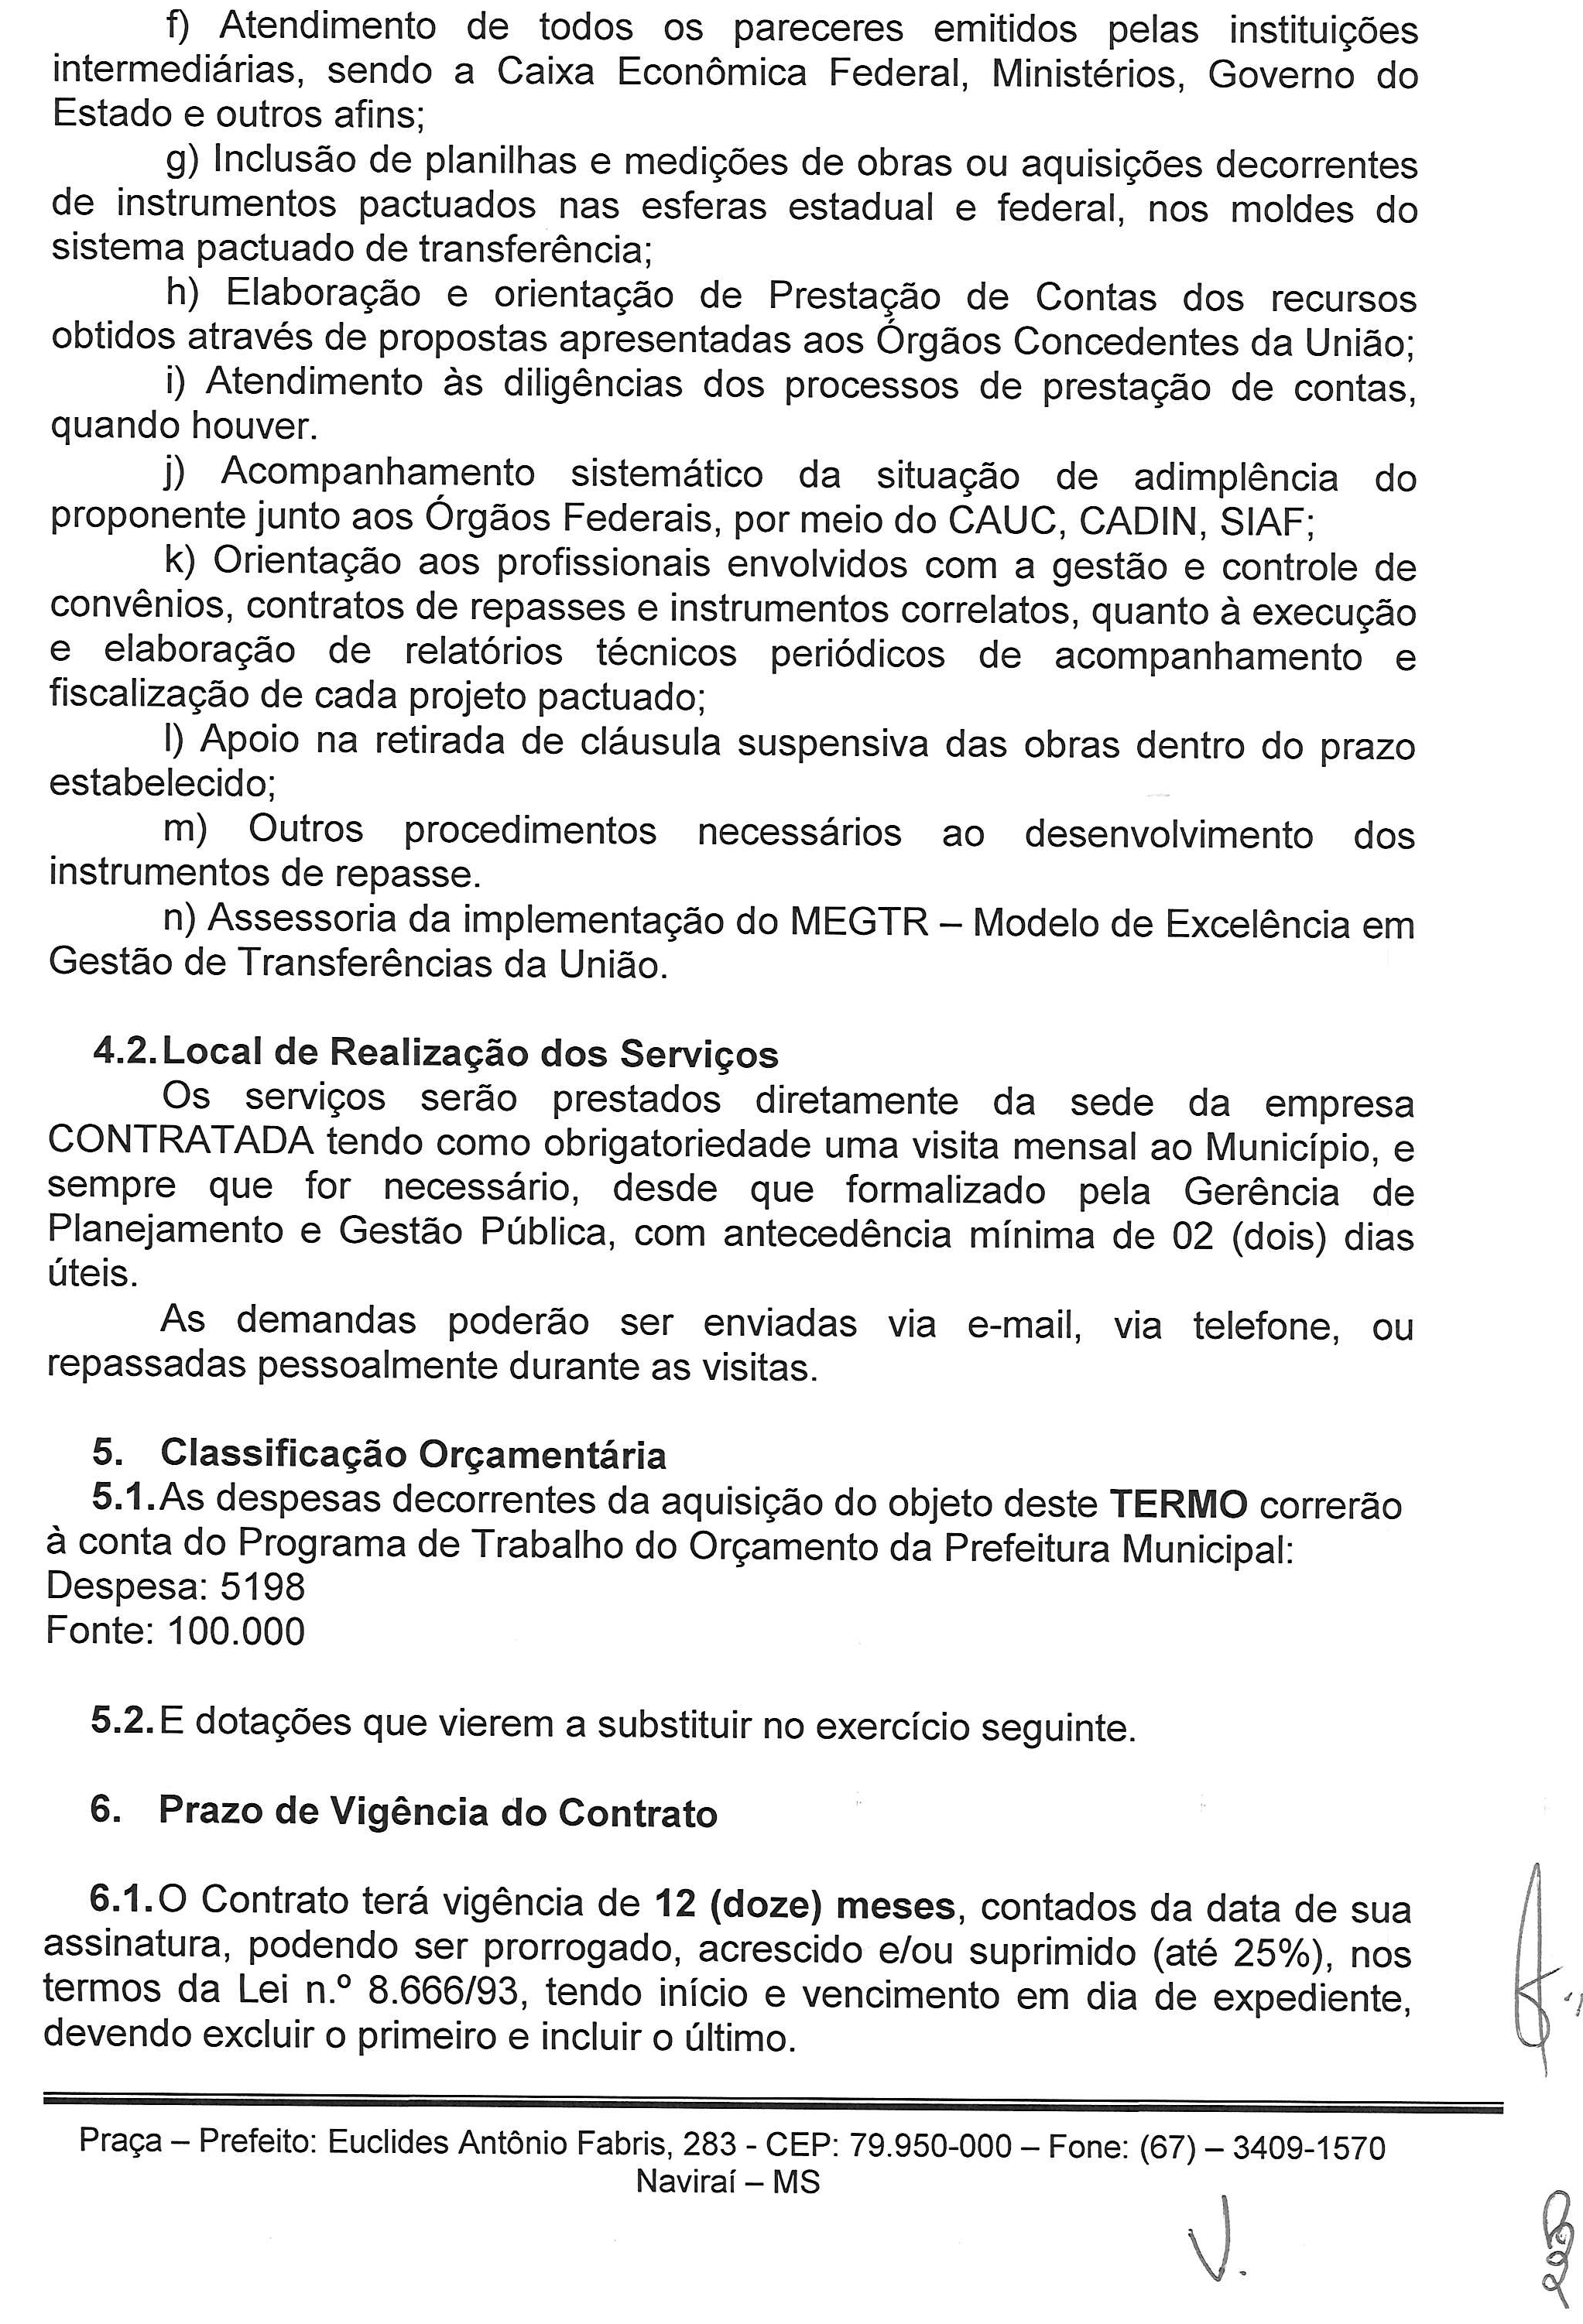 f) Atendimento de todos os pareceres emitidos pelas instituições
intermediárias, sendo a Caixa Econômica Federal, Ministérios, Governo do
Estado e outros afins;
g) Inclusão de planilhas e medições de obras ou aquisições decorrentes
de instrumentos pactuados nas esferas estadual e federal, nos moldes do
sistema pactuado de transferência;
h) Elaboração e orientação de Prestação de Contas dos recursos
obtidos através de propostas apresentadas aos Órgãos Concedentes da União;
i) Atendimento às diligências dos processos de prestação de contas,
quando houver.
j) Acompanhamento sistemático da situação de adimplência do
proponente junto aos Órgãos Federais, por meio do CAUC, CADIN, SIAF;
k) Orientação aos profissionais envolvidos com a gestão e controle de
convênios, contratos de repasses e instrumentos correlatos, quanto à execução
e elaboração de relatórios técnicos periódicos de acompanhamento e
fiscalização de cada projeto pactuado;
l) Apoio na retirada de cláusula suspensiva das obras dentro do prazo
estabelecido;
m) Outros procedimentos necessários ao desenvolvimento dos
instrumentos de repasse.
n) Assessoria da implementação do MEGTR – Modelo de Excelência em
Gestão de Transferências da União.
4.2. Local de Realização dos Serviços
Os serviços serão prestados diretamente da sede da empresa
CONTRATADA tendo como obrigatoriedade uma visita mensal ao Município, e
sempre que for necessário, desde que formalizado pela Gerência de
Planejamento e Gestão Pública, com antecedência mínima de 02 (dois) dias
úteis.
As demandas poderão ser enviadas via e-mail, via telefone, ou
repassadas pessoalmente durante as visitas.
5. Classificação Orçamentária
5.1. As despesas decorrentes da aquisição do objeto deste TERMO correrão
à conta do Programa de Trabalho do Orçamento da Prefeitura Municipal:
Despesa: 5198
Fonte: 100.000
5.2. E dotações que vierem a substituir no exercício seguinte.
6. Prazo de Vigência do Contrato
6.1. O Contrato terá vigência de 12 (doze) meses, contados da data de sua
assinatura, podendo ser prorrogado, acrescido e/ou suprimido (até 25%), nos
termos da Lei n.º 8.666/93, tendo início e vencimento em dia de expediente,
devendo excluir o primeiro e incluir o último.
Praça – Prefeito: Euclides Antônio Fabris, 283 - CEP: 79.950-000 – Fone: (67) – 3409-1570
Naviraí – MS